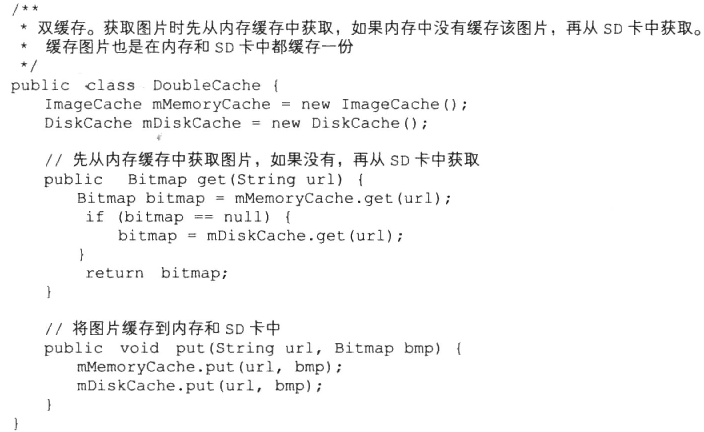 /**
 * 双缓存。获取图片时先从内存缓存中获取，如果内存中没有缓存该图片，再从 SD 卡中获取。
 *  缓存图片也是在内存和 SD 卡中都缓存一份
 */
public class DoubleCache {
    ImageCache mMemoryCache = new ImageCache();
    DiskCache mDiskCache = new DiskCache();

    // 先从内存缓存中获取图片，如果没有，再从 SD 卡中获取
    public  Bitmap get(String url) {
       Bitmap bitmap = mMemoryCache.get(url);
        if (bitmap == null) {
           bitmap = mDiskCache.get(url);
       }
        return  bitmap;
    }

    // 将图片缓存到内存和 SD 卡中
    public void put(String url, Bitmap bmp) {
       mMemoryCache.put(url, bmp);
       mDiskCache.put(url, bmp);
    }
}